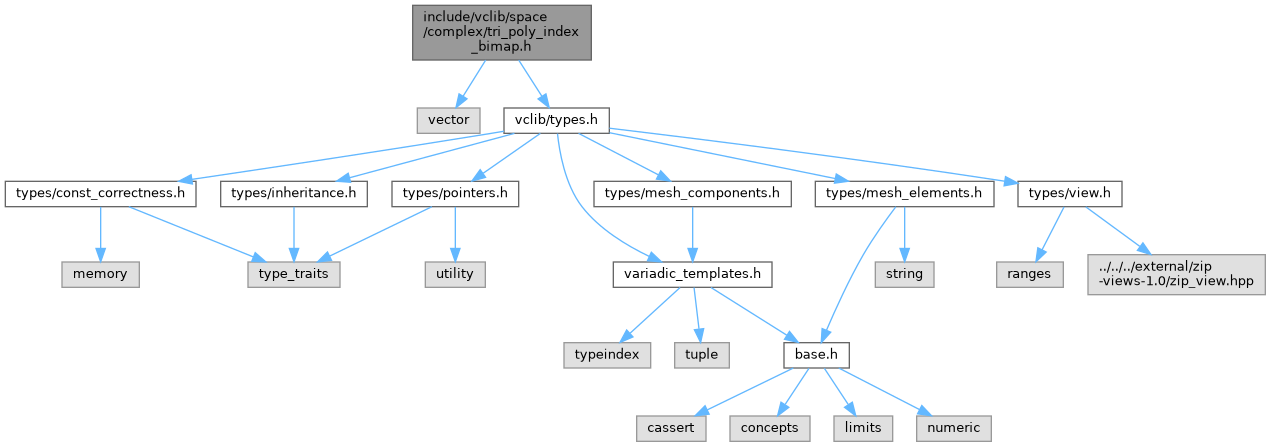 include/vclib/space
/complex/tri_poly_index
_bimap.h
vector
vclib/types.h
types/const_correctness.h
types/inheritance.h
types/pointers.h
types/mesh_components.h
types/mesh_elements.h
types/view.h
memory
type_traits
utility
variadic_templates.h
string
ranges
../../../external/zip
-views-1.0/zip_view.hpp
typeindex
tuple
base.h
cassert
concepts
limits
numeric